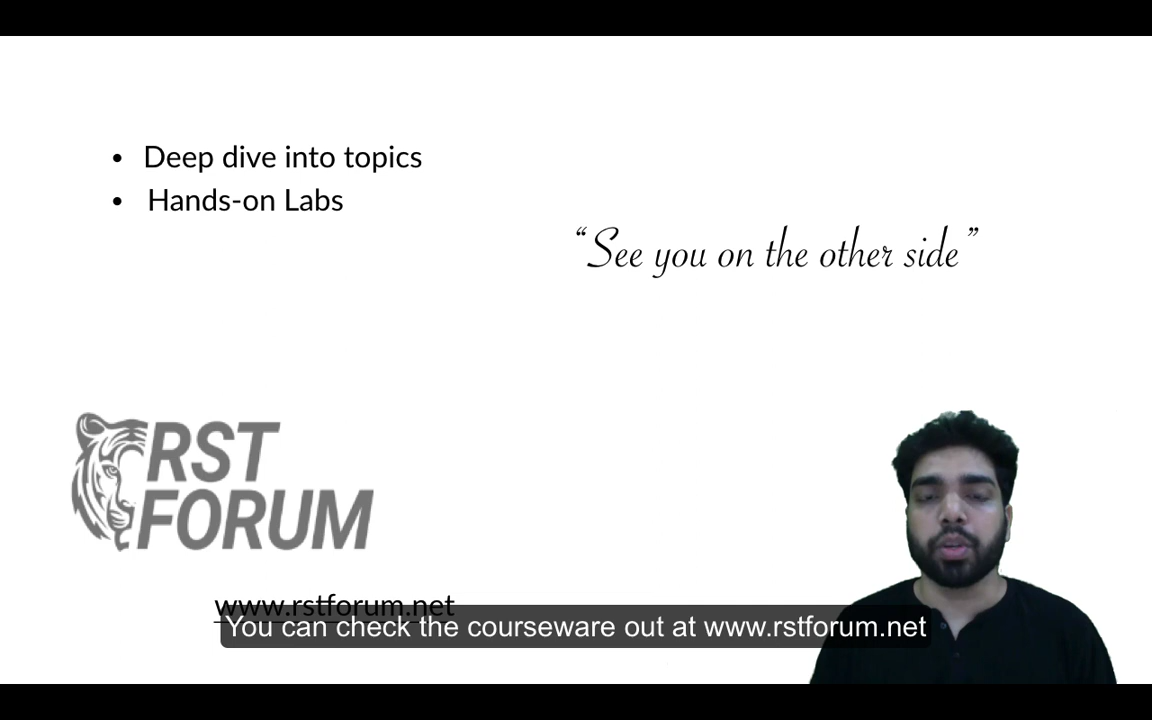 • Deep dive into topics
• Hands-on Labs
“See you on the other side”
RST
FORUM
www.rstforum.net
You can check the courseware out at www.rstforum.net